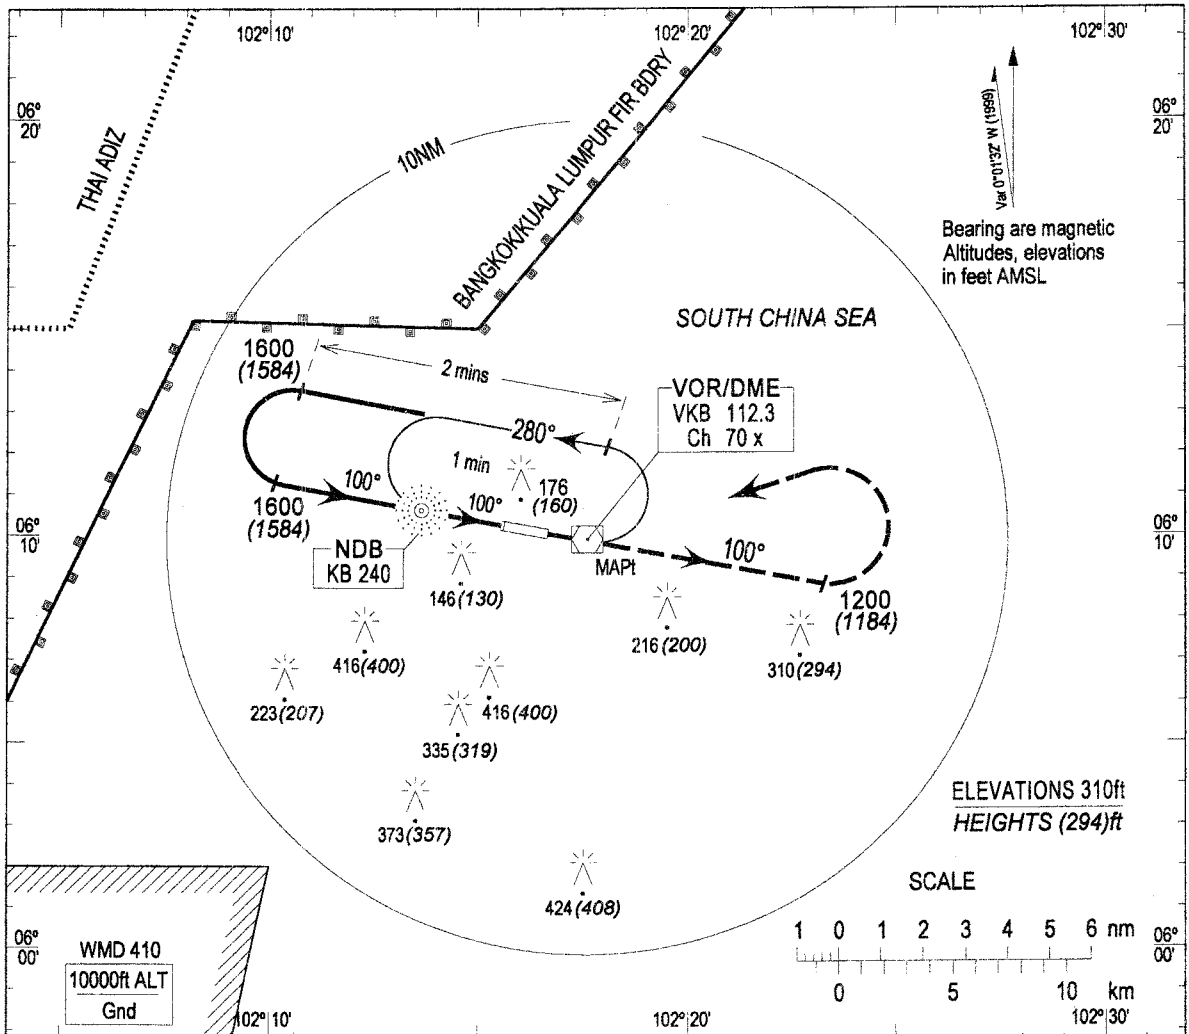 102° 10'
102° 20'
102° 30'
06°
20'
06°
20'
THAI ADIZ
10NM
BANGKOK/KUALA LUMPUR FIR BDRY
Var 0°01'32" W (1999)
Bearing are magnetic
Altitudes, elevations
in feet AMSL
SOUTH CHINA SEA
1600
(1584)
2 mins
VOR/DME
VKB 112.3
Ch 70 x
280°
1 min
100°
176
(160)
100°
1600
(1584)
06°
10'
06°
10'
NDB
KB 240
MAPt
100°
146(130)
1200
(1184)
216(200)
310(294)
416(400)
223(207)
416(400)
335(319)
373(357)
ELEVATIONS 310ft
HEIGHTS (294)ft
424(408)
SCALE
1 0 1 2 3 4 5 6 nm
0 5 10 km
06°
00'
06°
00'
WMD 410
10000ft ALT
Gnd
102° 10'
102° 20'
102° 30'